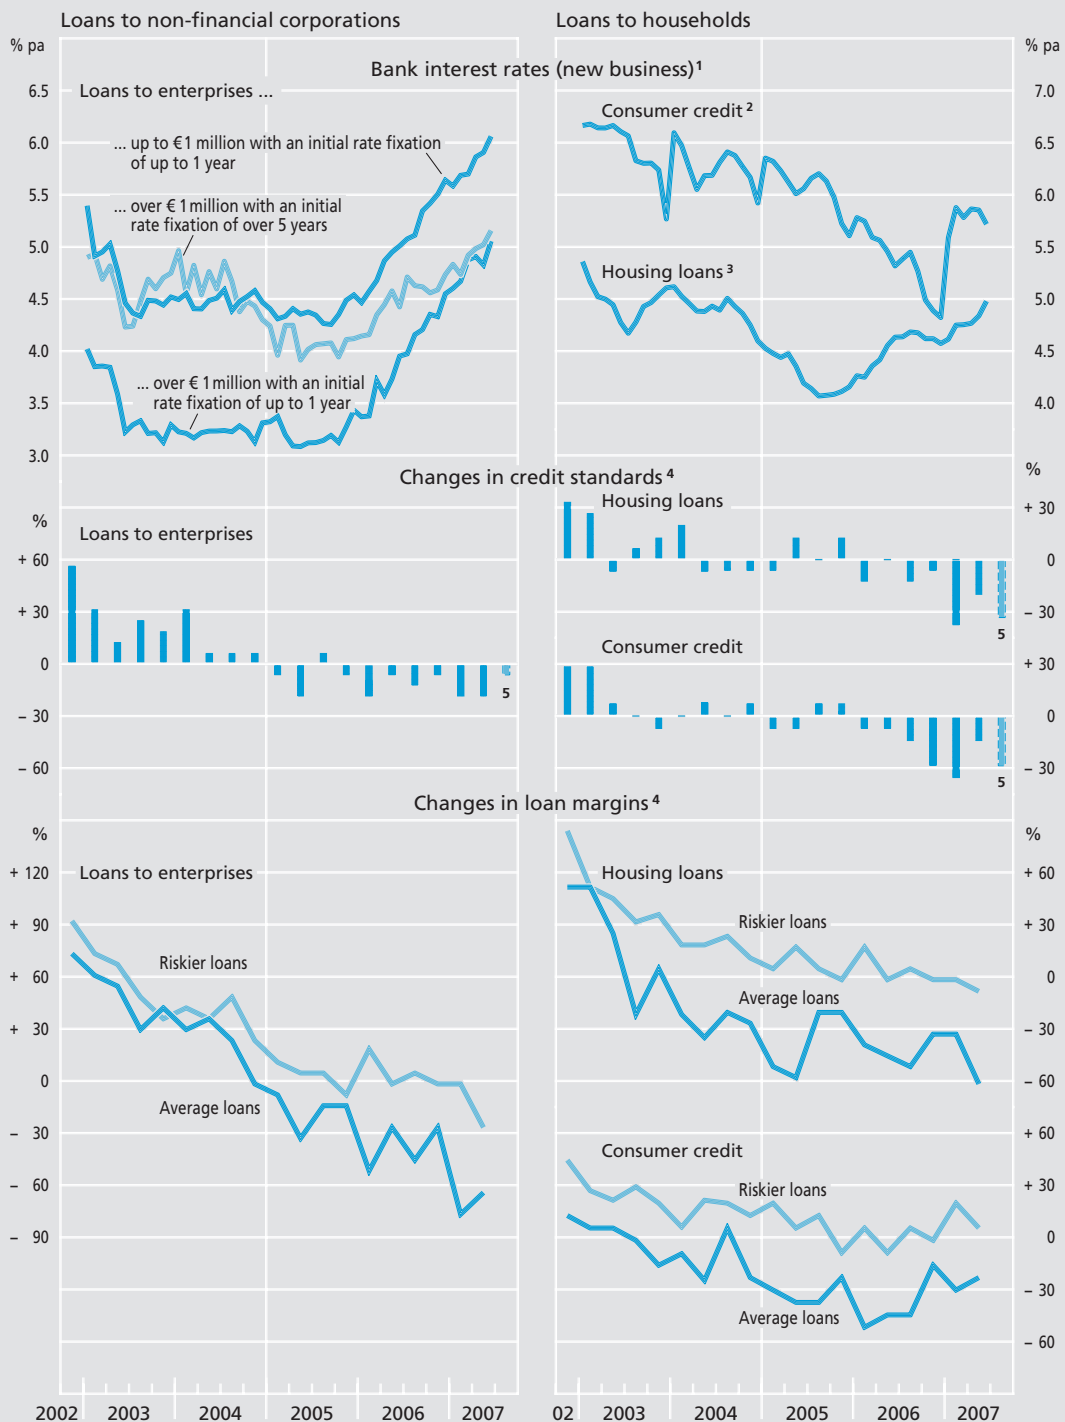 Loans to non-financial corporations
Loans to households
% pa
% pa
Bank interest rates (new business) 1
6.5
Loans to enterprises ...
7.0
Consumer credit 2
6.0
... up to € 1 million with an initial rate fixation
of up to 1 year
6.5
5.5
... over € 1 million with an initial
rate fixation of over 5 years
6.0
5.0
5.5
Housing loans 3
4.5
5.0
4.0
4.5
... over € 1 million with an initial
rate fixation of up to 1 year
3.5
4.0
3.0
Changes in credit standards 4
%
Housing loans
%
Loans to enterprises
+ 30
+ 60
0
+ 30
– 30
5
Consumer credit
0
+ 30
5
– 30
0
– 60
– 30
5
Changes in loan margins 4
%
%
+ 120
Loans to enterprises
Housing loans
+ 60
+ 90
Riskier loans
+ 30
Riskier loans
+ 60
0
Average loans
+ 30
– 30
0
– 60
Average loans
– 30
+ 60
Consumer credit
– 60
Riskier loans
+ 30
– 90
0
– 30
Average loans
– 60
2002 2003 2004 2005 2006 2007
02 2003 2004 2005 2006 2007